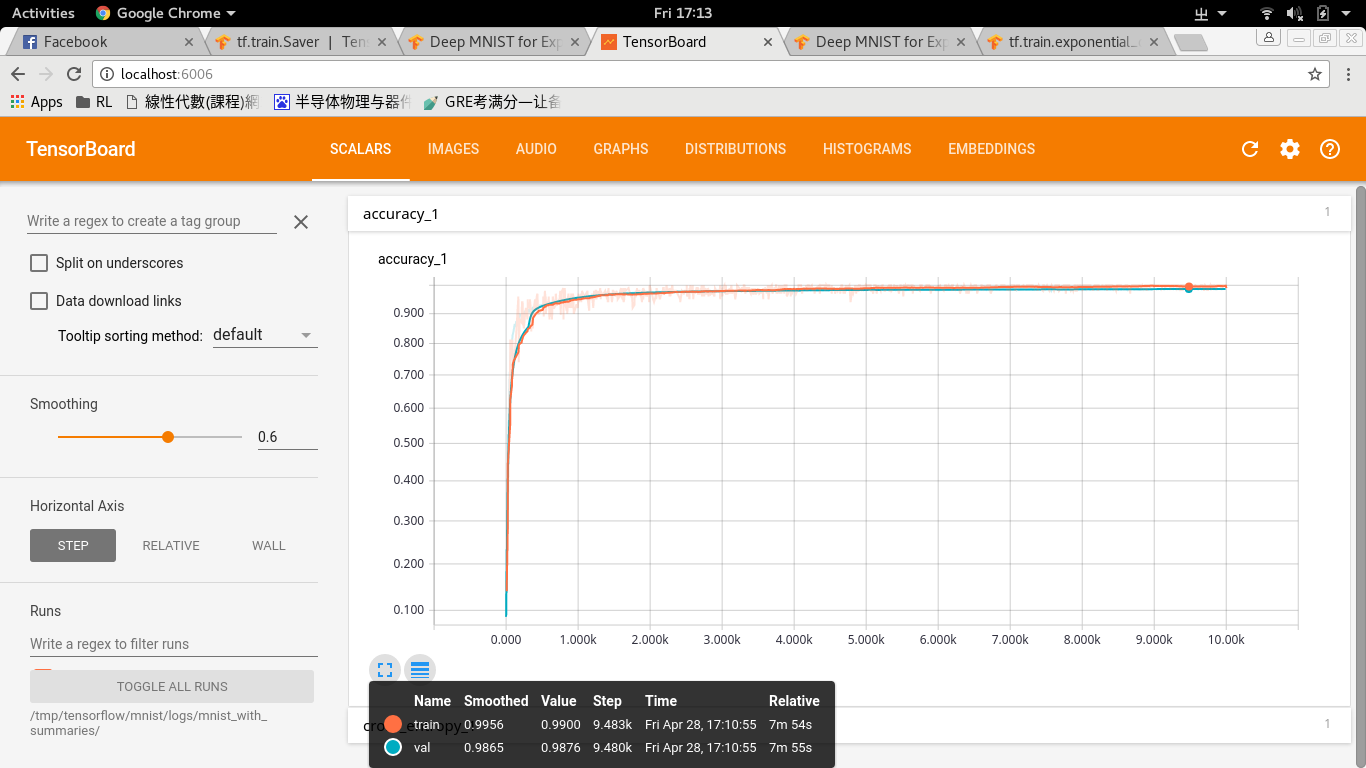 Activities Google Chrome Fri 17:13
Facebook tf.train.Saver | Ten Deep MNIST for Exp TensorBoard Deep MNIST for Exp tf.train.exponential_
localhost:6006
Apps RL 線性代數(課程)網 半导体物理与器件 GRE考满分—让备
TensorBoard SCALARS IMAGES AUDIO GRAPHS DISTRIBUTIONS HISTOGRAMS EMBEDDINGS
Write a regex to create a tag group
Split on underscores
Data download links
Tooltip sorting method: default
Smoothing
0.6
Horizontal Axis
STEP RELATIVE WALL
Runs
Write a regex to filter runs
TOGGLE ALL RUNS
/tmp/tensorflow/mnist/logs/mnist_with_
summaries/
accuracy_1 1
accuracy_1
0.900
0.800
0.700
0.600
0.500
0.400
0.300
0.200
0.100
0.000 1.000k 2.000k 3.000k 4.000k 5.000k 6.000k 7.000k 8.000k 9.000k 10.00k
Name Smoothed Value Step Time Relative
train 0.9956 0.9900 9.483k Fri Apr 28, 17:10:55 7m 54s
val 0.9865 0.9876 9.480k Fri Apr 28, 17:10:55 7m 55s
1